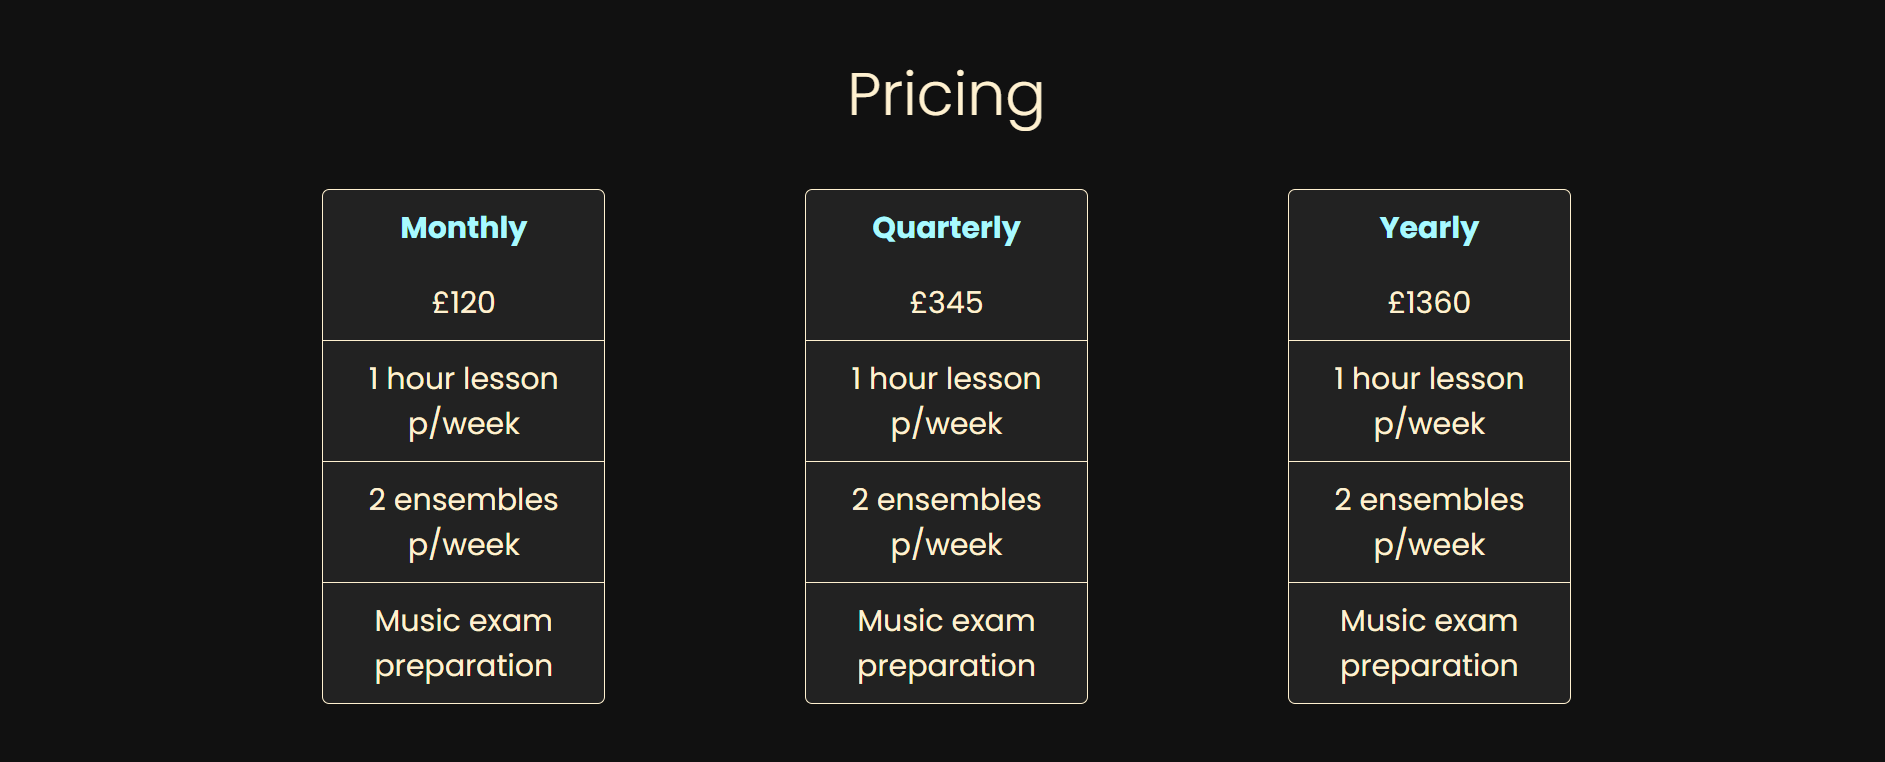 Pricing
Monthly
£120
1 hour lesson
p/week
2 ensembles
p/week
Music exam
preparation
Quarterly
£345
1 hour lesson
p/week
2 ensembles
p/week
Music exam
preparation
Yearly
£1360
1 hour lesson
p/week
2 ensembles
p/week
Music exam
preparation